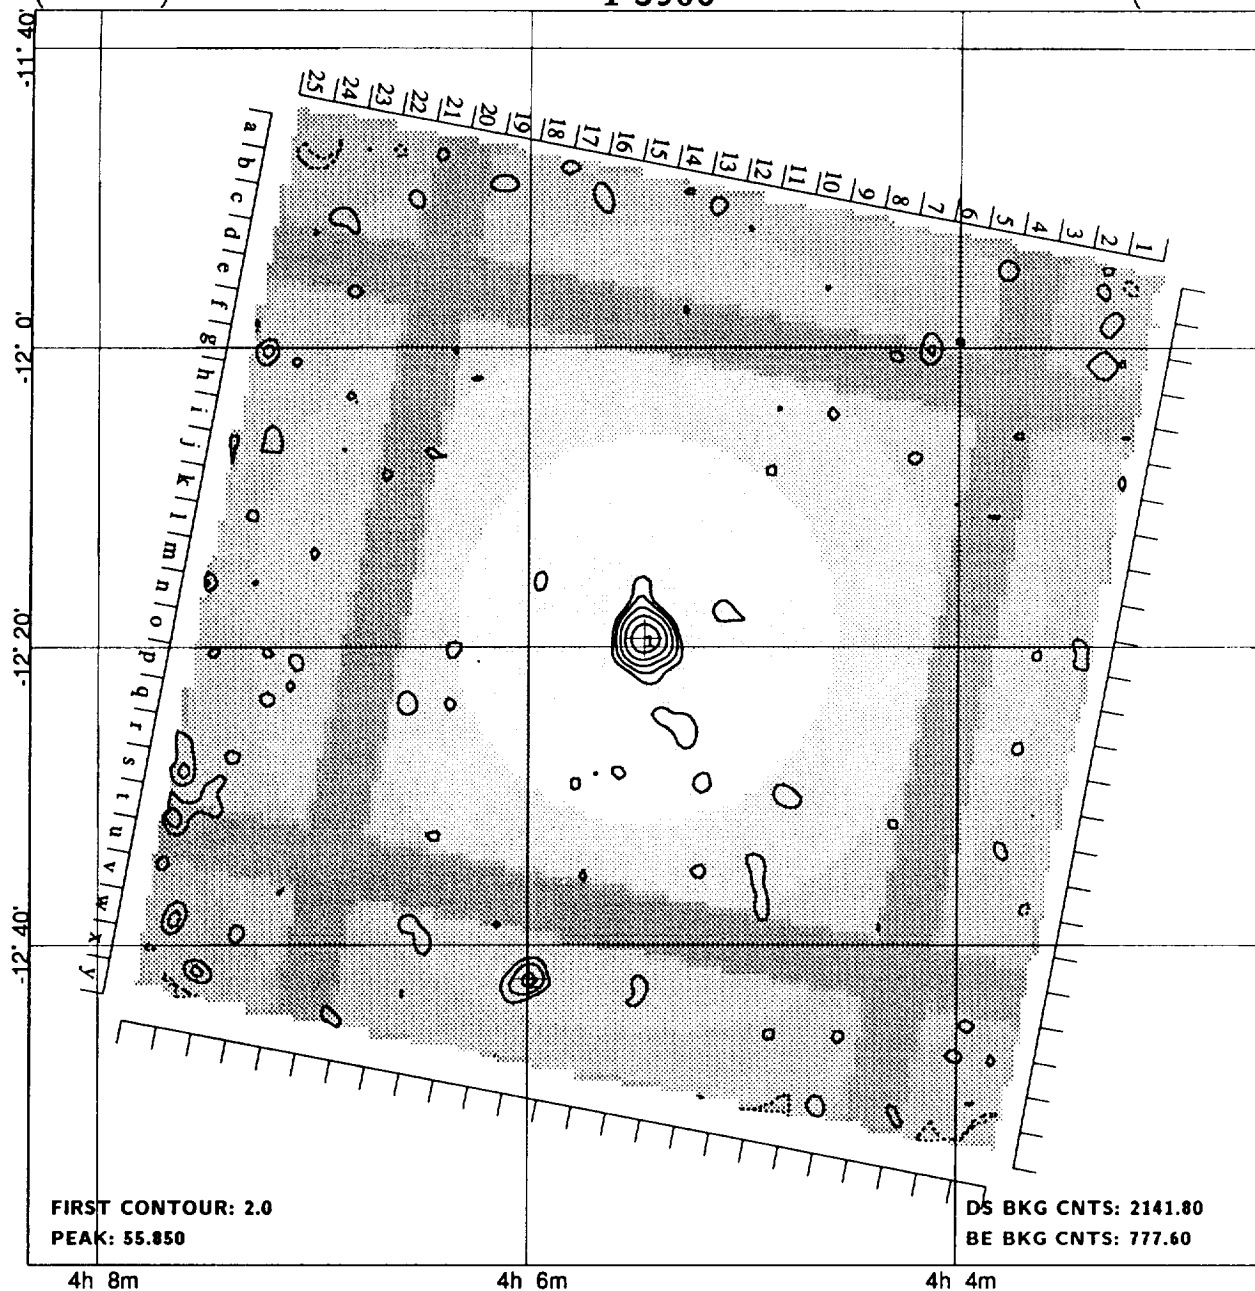 -11° 40'
25 24 23 22 21 20 19 18 17 16 15 14 13 12 11 10 9 8 7 6 5 4 3 2 1
a b c d e f g h i j k l m n o p q r s t u v w x y
-12° 0'
1
-12° 20'
-12° 40'
FIRST CONTOUR: 2.0
PEAK: 55.850
DS BKG CNTS: 2141.80
BE BKG CNTS: 777.60
4h 8m
4h 6m
4h 4m